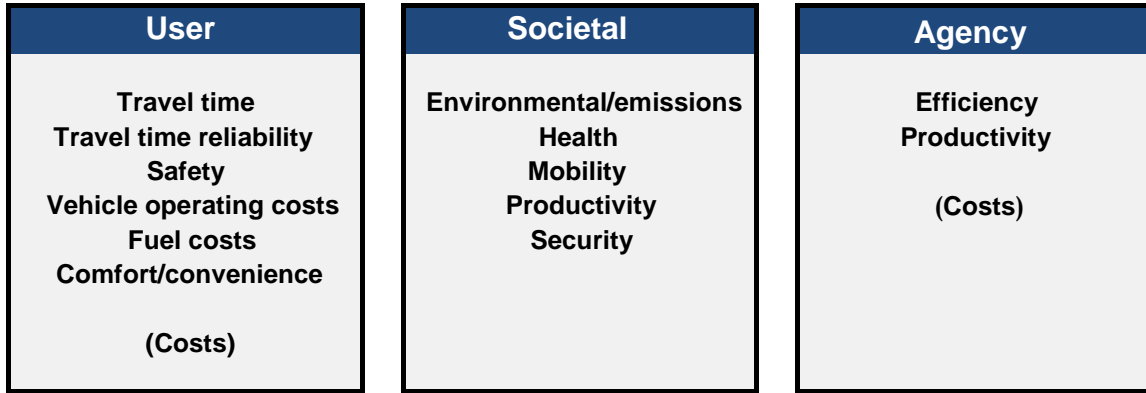 User
Travel time
Travel time reliability
Safety
Vehicle operating costs
Fuel costs
Comfort/convenience
(Costs)
Societal
Environmental/emissions
Health
Mobility
Productivity
Security
Agency
Efficiency
Productivity
(Costs)